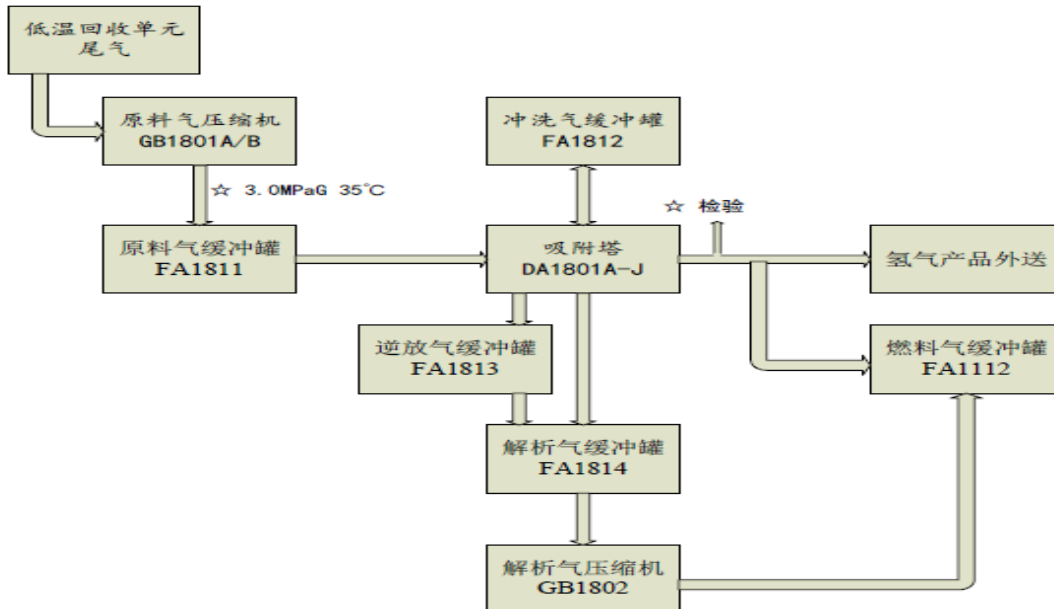 低温回收单元
尾气
原料气压缩机
GB1801A/B
☆ 3.0MPaG 35℃
原料气缓冲罐
FA1811
冲洗气缓冲罐
FA1812
☆ 检验
吸附塔
DA1801A-J
氢气产品外送
逆放气缓冲罐
FA1813
燃料气缓冲罐
FA1112
解析气缓冲罐
FA1814
解析气压缩机
GB1802